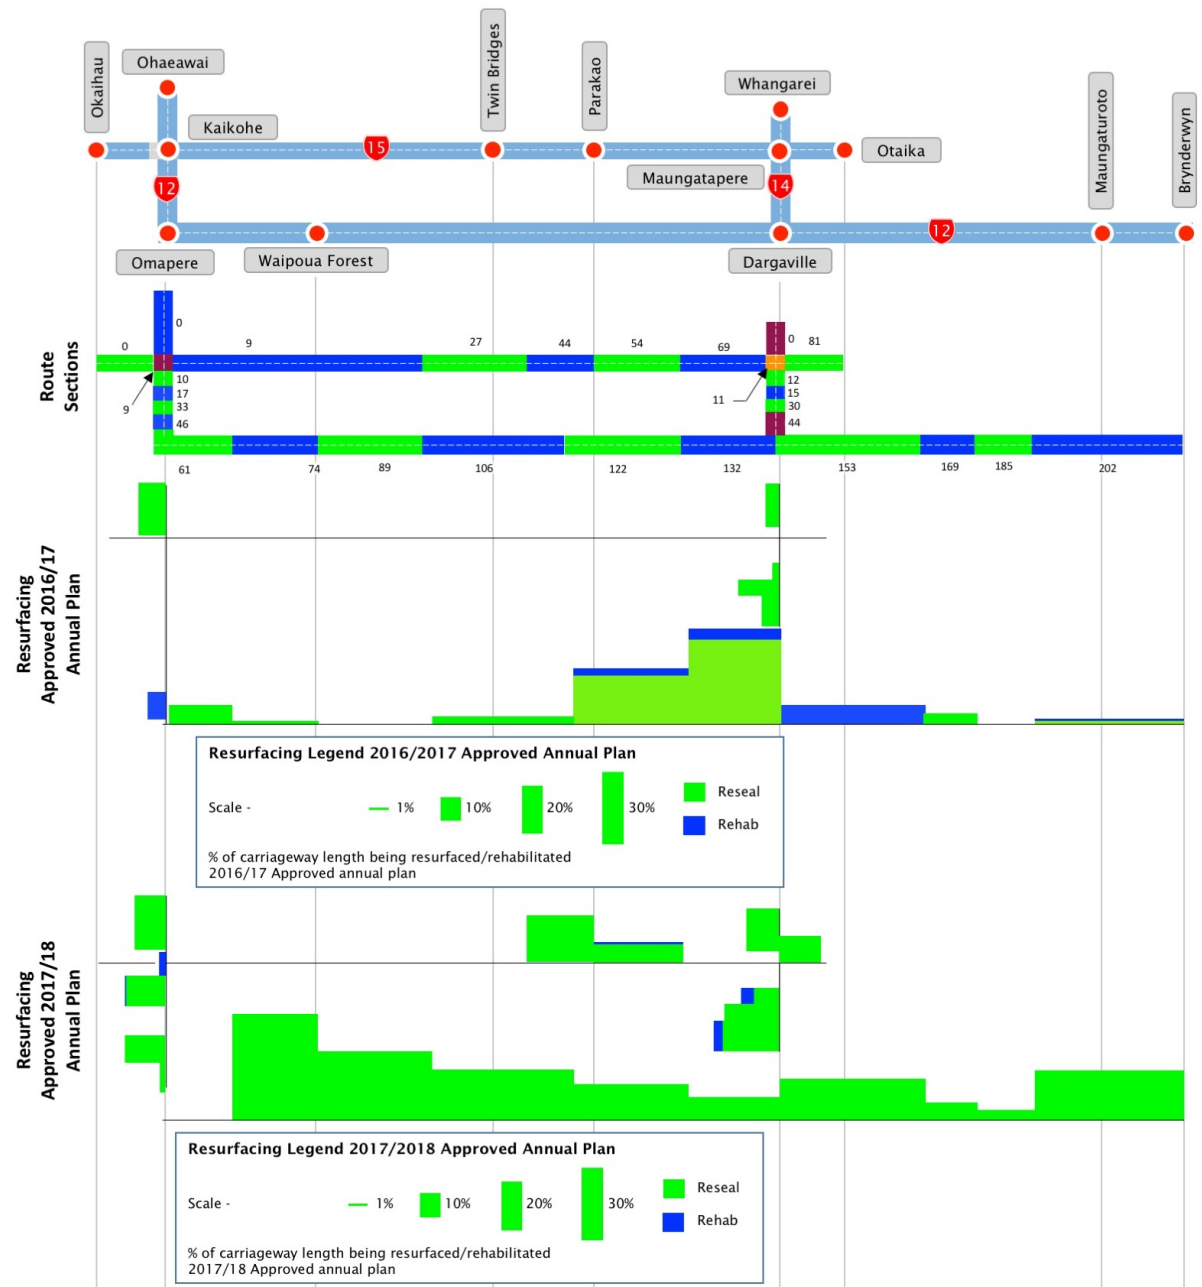 Okaihau
Ohaeawai
Kaikohe
Twin Bridges
Parakao
Whangarei
Maungatapere
Otaika
Maungaturoto
Brynderwyn
15
12
14
12
Omapere
Waipoua Forest
Dargaville
Route
Sections
0
0
9
27
44
54
69
0
81
9
10
17
33
46
11
12
15
30
44
61
74
89
106
122
132
153
169
185
202
Resurfacing
Approved 2016/17
Annual Plan
Resurfacing Legend 2016/2017 Approved Annual Plan
Scale -
1%
10%
20%
30%
Reseal
Rehab
% of carriageway length being resurfaced/rehabilitated
2016/17 Approved annual plan
Resurfacing
Approved 2017/18
Annual Plan
Resurfacing Legend 2017/2018 Approved Annual Plan
Scale -
1%
10%
20%
30%
Reseal
Rehab
% of carriageway length being resurfaced/rehabilitated
2017/18 Approved annual plan